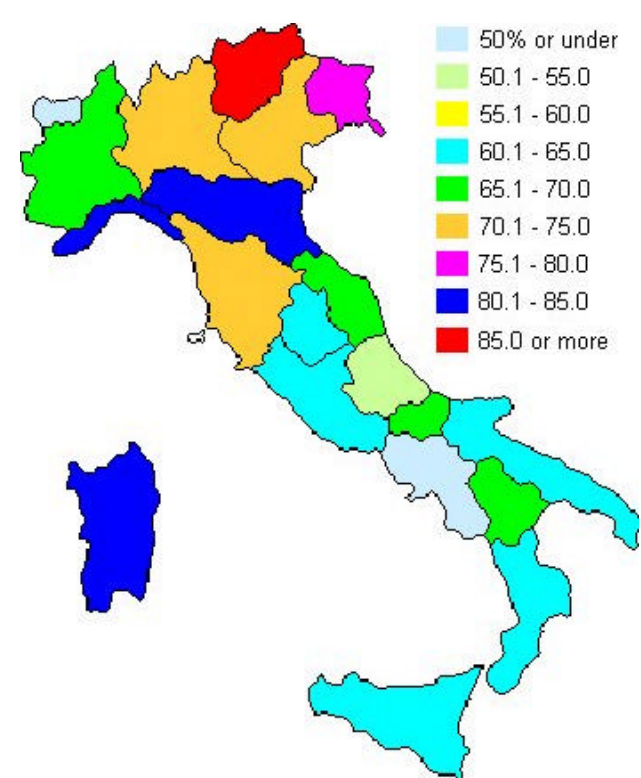 50% or under
50.1 - 55.0
55.1 - 60.0
60.1 - 65.0
65.1 - 70.0
70.1 - 75.0
75.1 - 80.0
80.1 - 85.0
85.0 or more